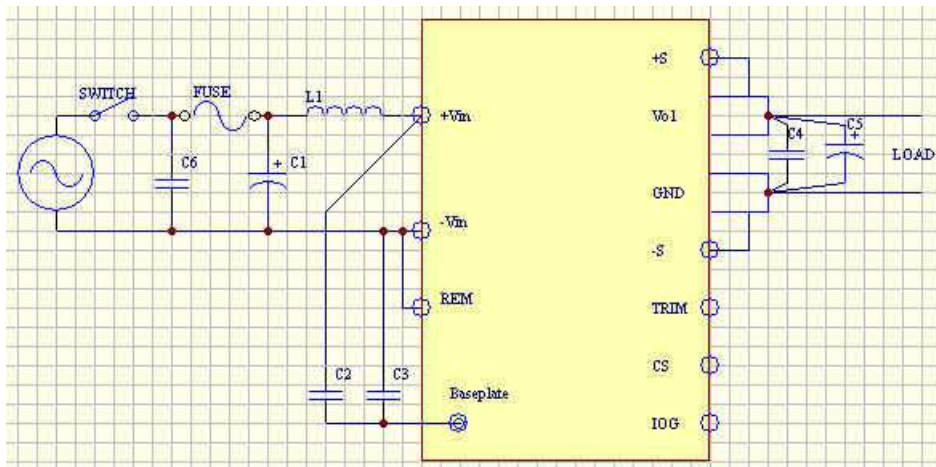 SWITCH
FUSE
L1
C6
+
C1
C2
C3
+Vin
-Vin
REM
Baseplate
+S
Vo1
GND
-S
TRIM
CS
IOG
C4
C5
+
LOAD